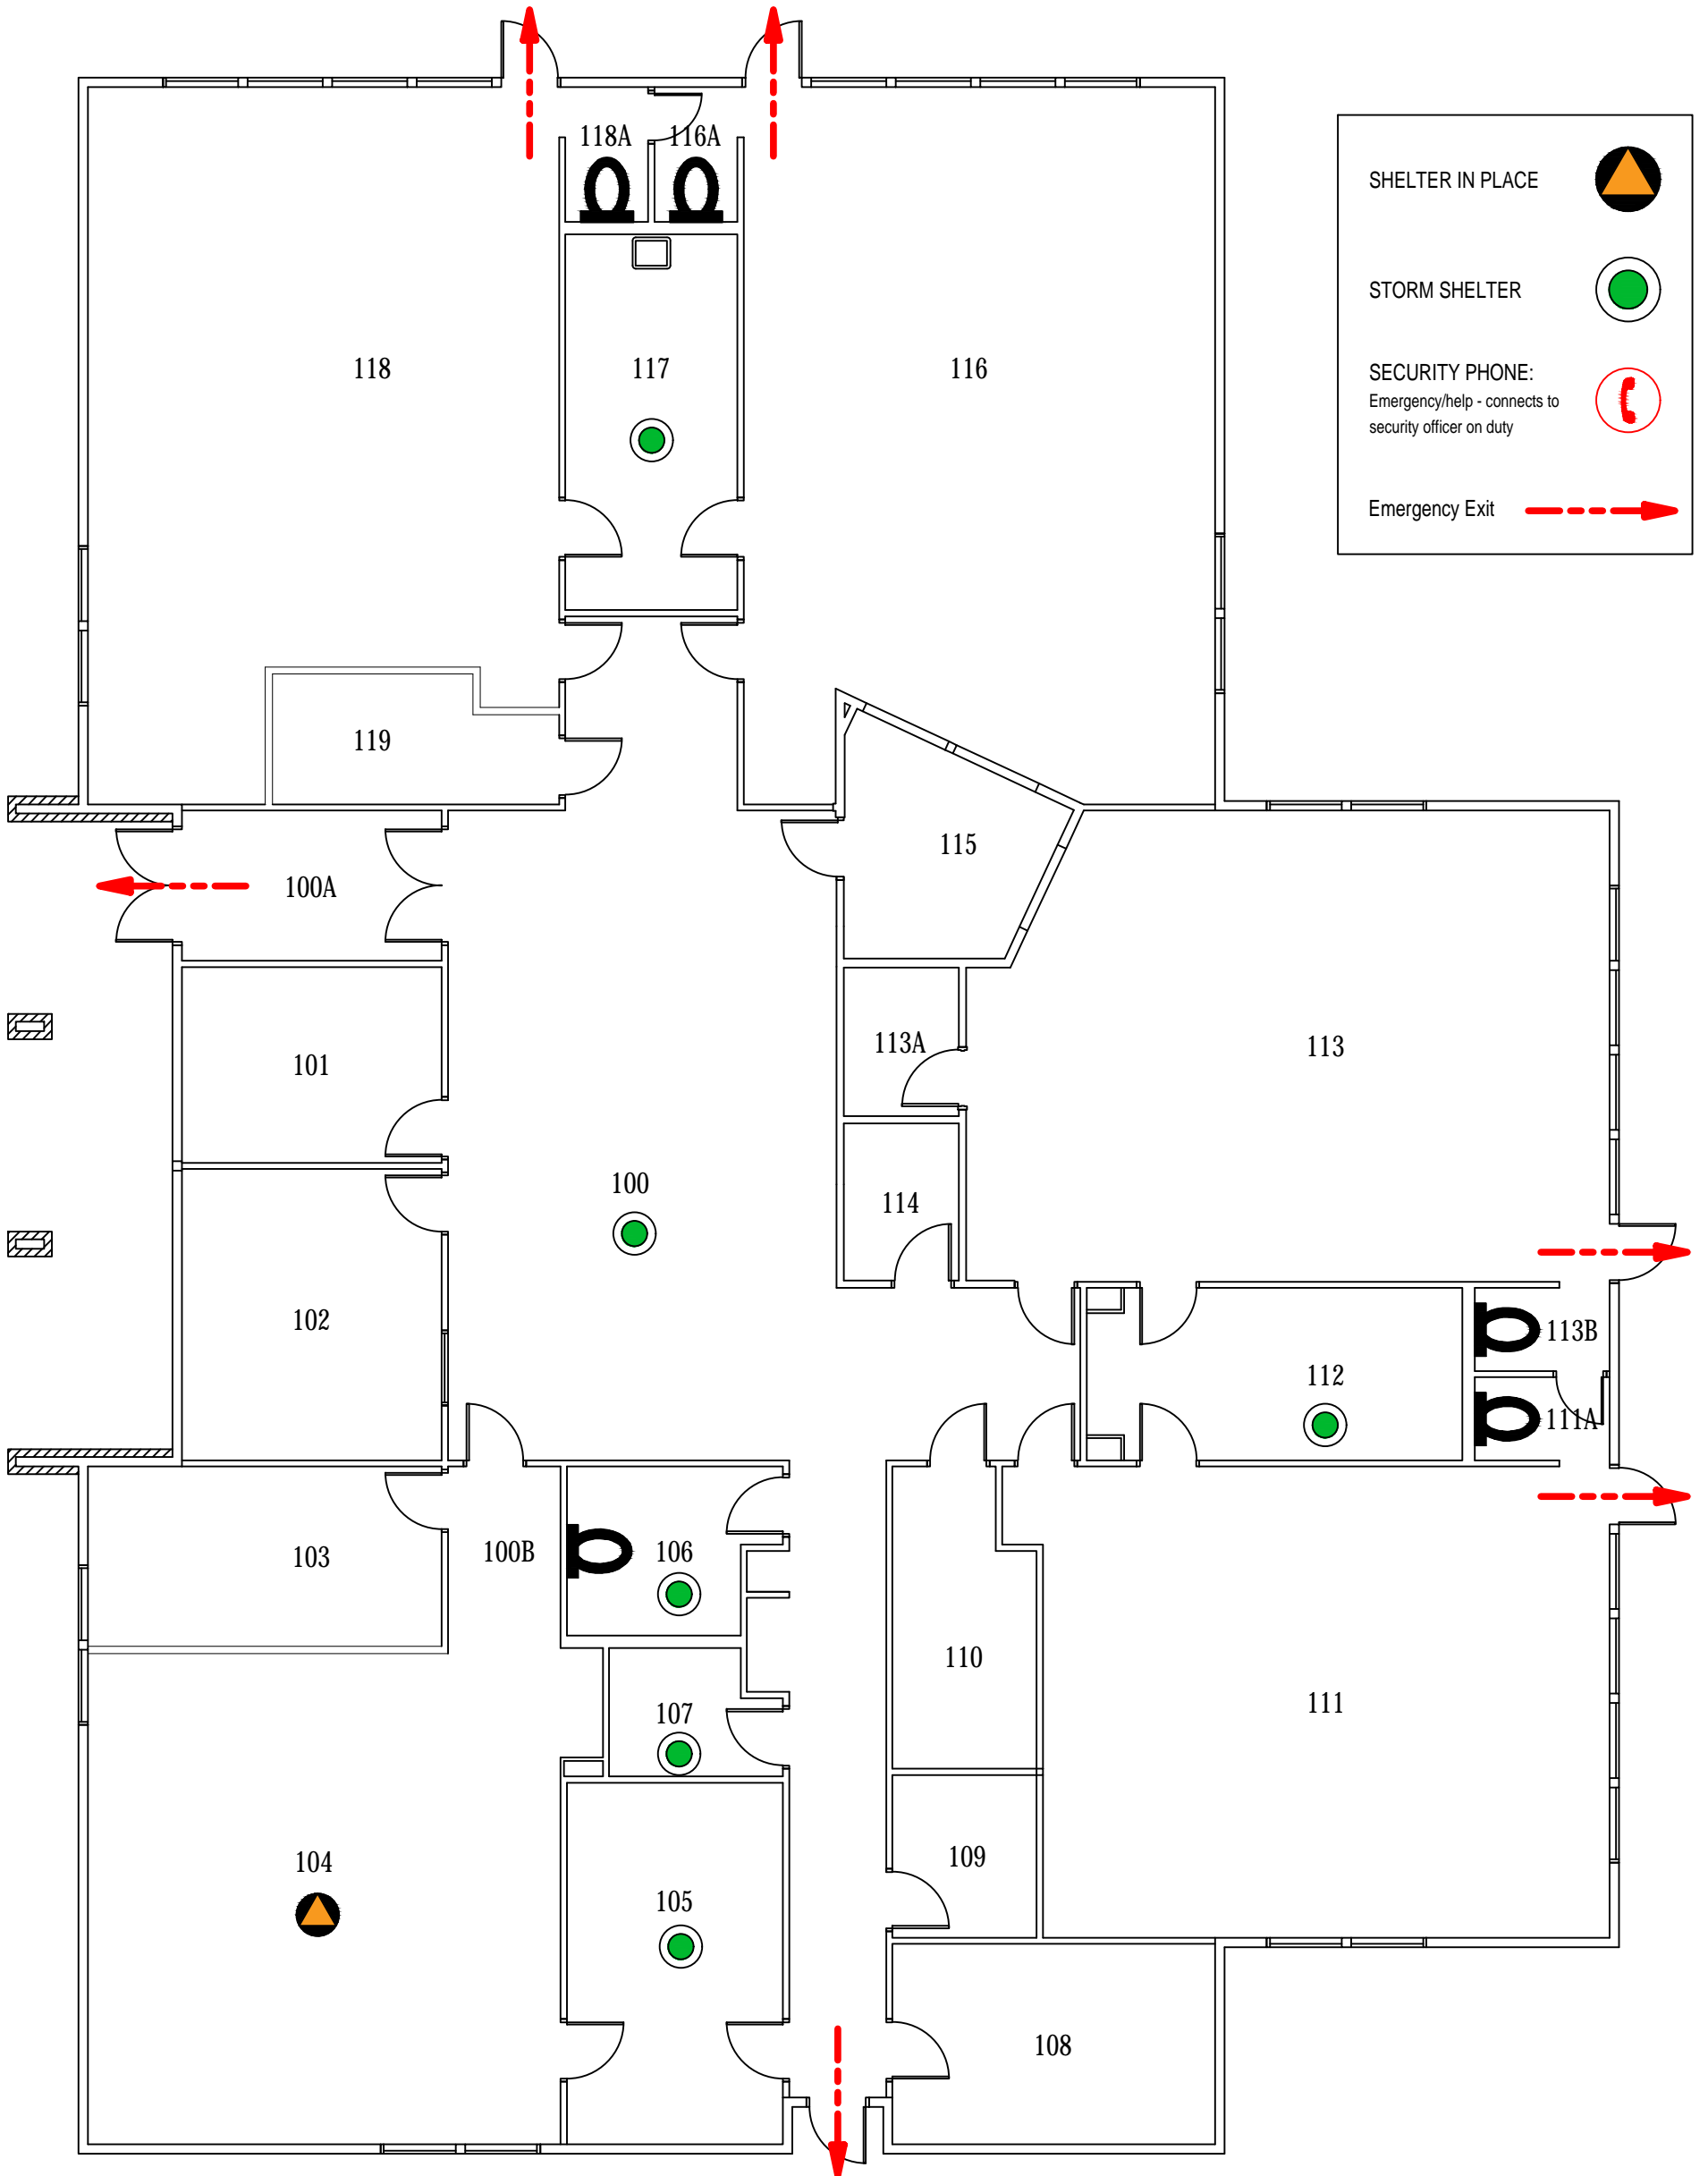 118A
116A
SHELTER IN PLACE
STORM SHELTER
118
117
116
SECURITY PHONE:
Emergency/help - connects to
security officer on duty
Emergency Exit
119
115
100A
113A
113
101
100
114
102
113B
112
111A
103
100B
106
110
107
111
104
109
105
108